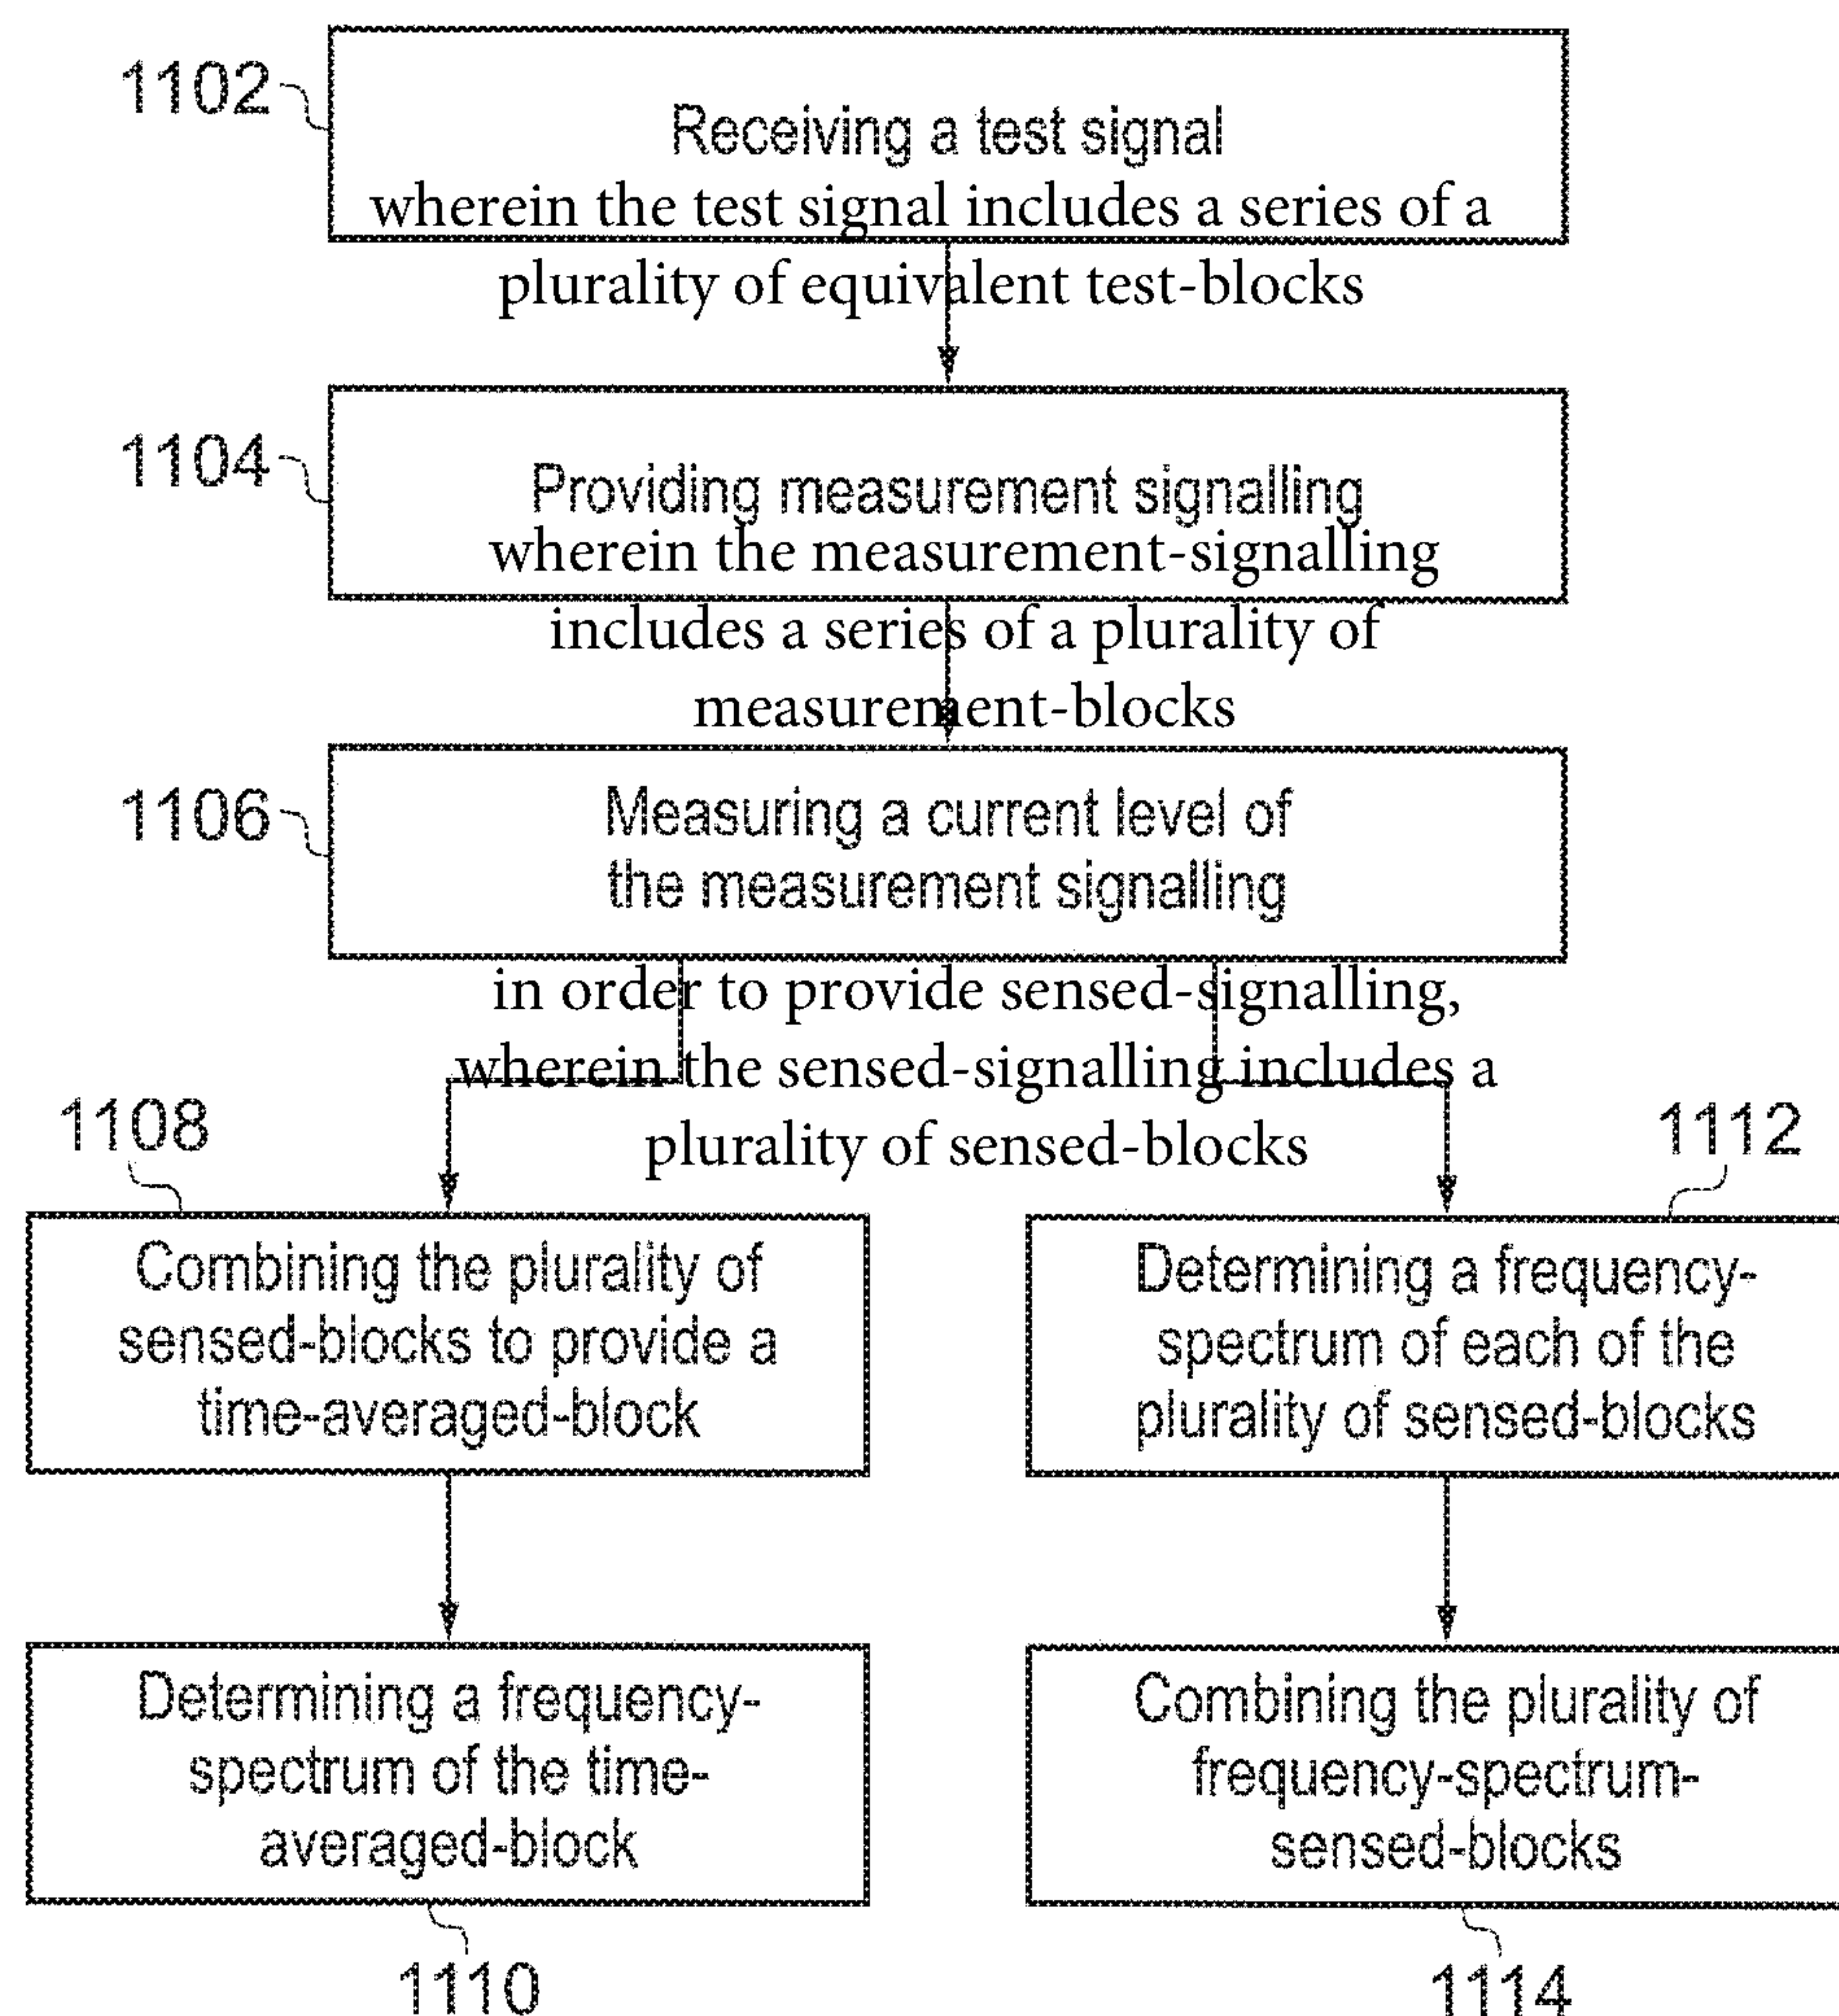 1102
Receiving a test signal
wherein the test signal includes a series of a
plurality of equivalent test-blocks
1104
Providing measurement signalling
wherein the measurement-signalling
includes a series of a plurality of
measurement-blocks
1106
Measuring a current level of
the measurement signalling
in order to provide sensed-signalling,
wherein the sensed-signalling includes a
plurality of sensed-blocks
1108
Combining the plurality of
sensed-blocks to provide a
time-averaged-block
1112
Determining a frequency-
spectrum of each of the
plurality of sensed-blocks
Determining a frequency-
spectrum of the time-
averaged-block
1110
Combining the plurality of
frequency-spectrum-
sensed-blocks
1114